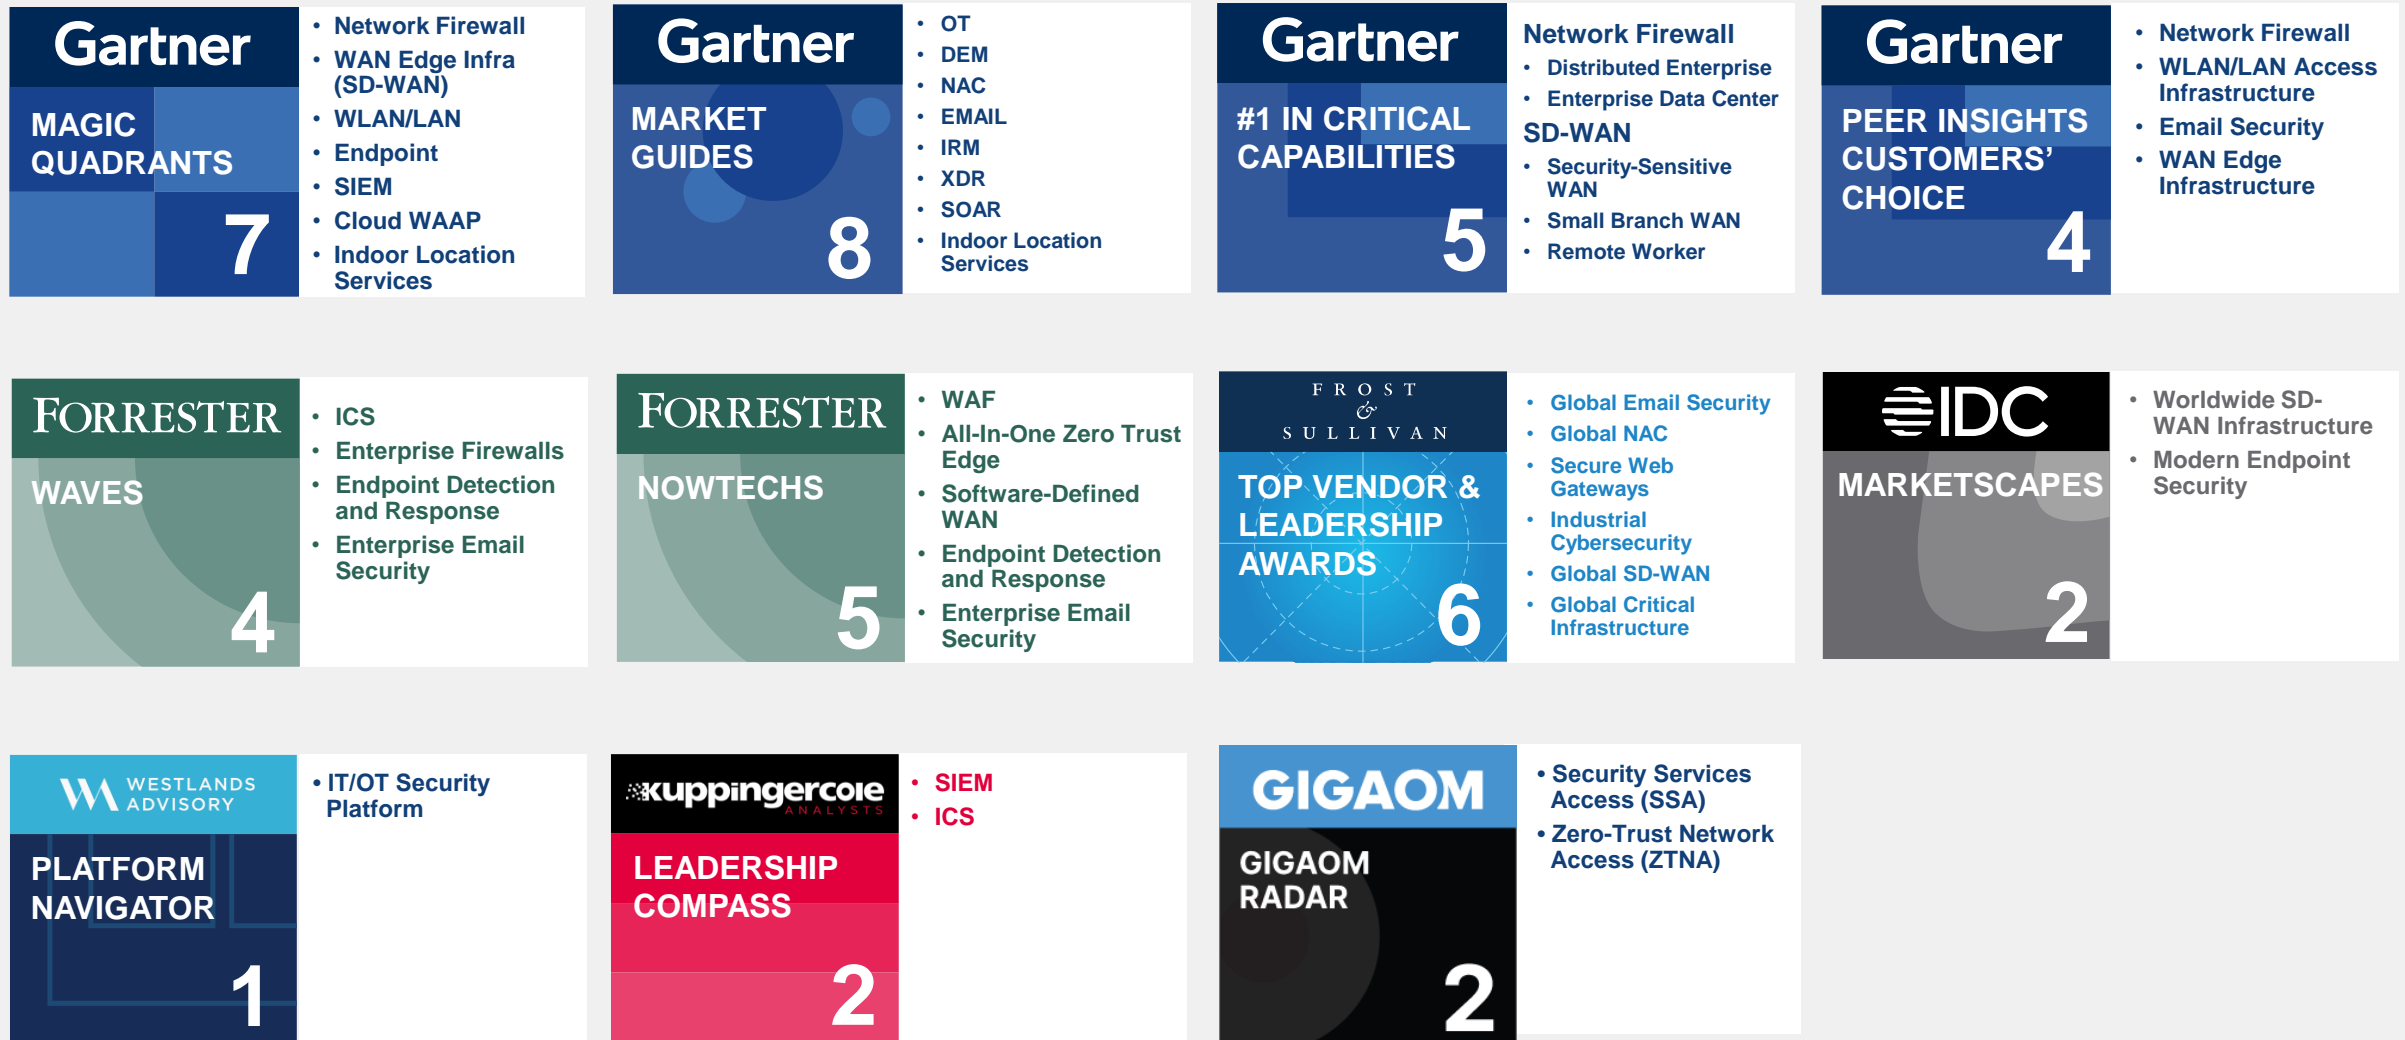 Gartner
MAGIC
QUADRANTS
7
• Network Firewall
• WAN Edge Infra
(SD-WAN)
• WLAN/LAN
• Endpoint
• SIEM
• Cloud WAAP
• Indoor Location
Services
Gartner
MARKET
GUIDES
8
• OT
• DEM
• NAC
• EMAIL
• IRM
• XDR
• SOAR
• Indoor Location
Services
Gartner
#1 IN CRITICAL
CAPABILITIES
5
Network Firewall
• Distributed Enterprise
• Enterprise Data Center
SD-WAN
• Security-Sensitive
WAN
• Small Branch WAN
• Remote Worker
Gartner
PEER INSIGHTS
CUSTOMERS’
CHOICE
4
• Network Firewall
• WLAN/LAN Access
Infrastructure
• Email Security
• WAN Edge
Infrastructure
FORRESTER
WAVES
4
• ICS
• Enterprise Firewalls
• Endpoint Detection
and Response
• Enterprise Email
Security
FORRESTER
NOWTECHS
5
• WAF
• All-In-One Zero Trust
Edge
• Software-Defined
WAN
• Endpoint Detection
and Response
• Enterprise Email
Security
FROST
&
SULLIVAN
TOP VENDOR &
LEADERSHIP
AWARDS
6
• Global Email Security
• Global NAC
• Secure Web
Gateways
• Industrial
Cybersecurity
• Global SD-WAN
• Global Critical
Infrastructure
IDC
MARKETSCAPES
2
• Worldwide SD-
WAN Infrastructure
• Modern Endpoint
Security
WESTLANDS
ADVISORY
PLATFORM
NAVIGATOR
1
• IT/OT Security
Platform
kuppingercole
ANALYSTS
LEADERSHIP
COMPASS
2
• SIEM
• ICS
GIGAOM
GIGAOM
RADAR
2
• Security Services
Access (SSA)
• Zero-Trust Network
Access (ZTNA)